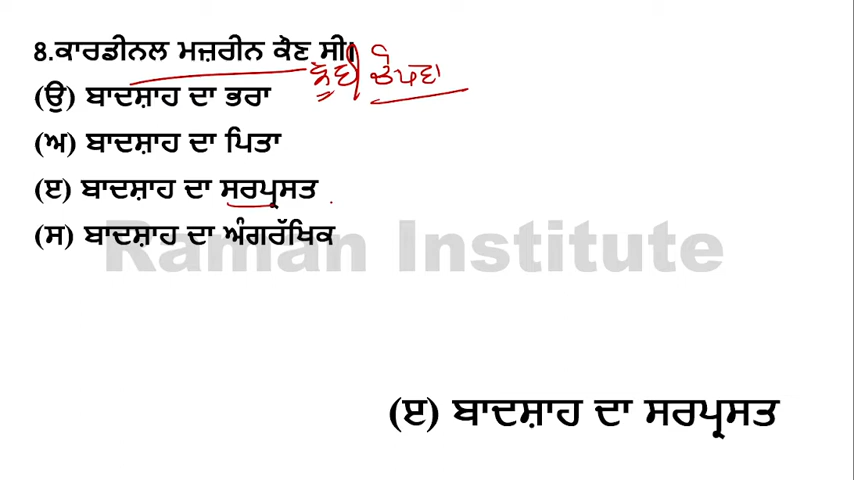 8.ਕਾਰਡੀਨਲ ਮਜ਼ਰੀਨ ਕੌਣ ਸੀ।
(ੳ) ਬਾਦਸ਼ਾਹ ਦਾ ਭਰਾ
(ਅ) ਬਾਦਸ਼ਾਹ ਦਾ ਪਿਤਾ
(ੲ) ਬਾਦਸ਼ਾਹ ਦਾ ਸਰਪ੍ਰਸਤ
(ਸ) ਬਾਦਸ਼ਾਹ ਦਾ ਅੰਗਰੱਖਿਕ
Raman Institute
(ੲ) ਬਾਦਸ਼ਾਹ ਦਾ ਸਰਪ੍ਰਸਤ